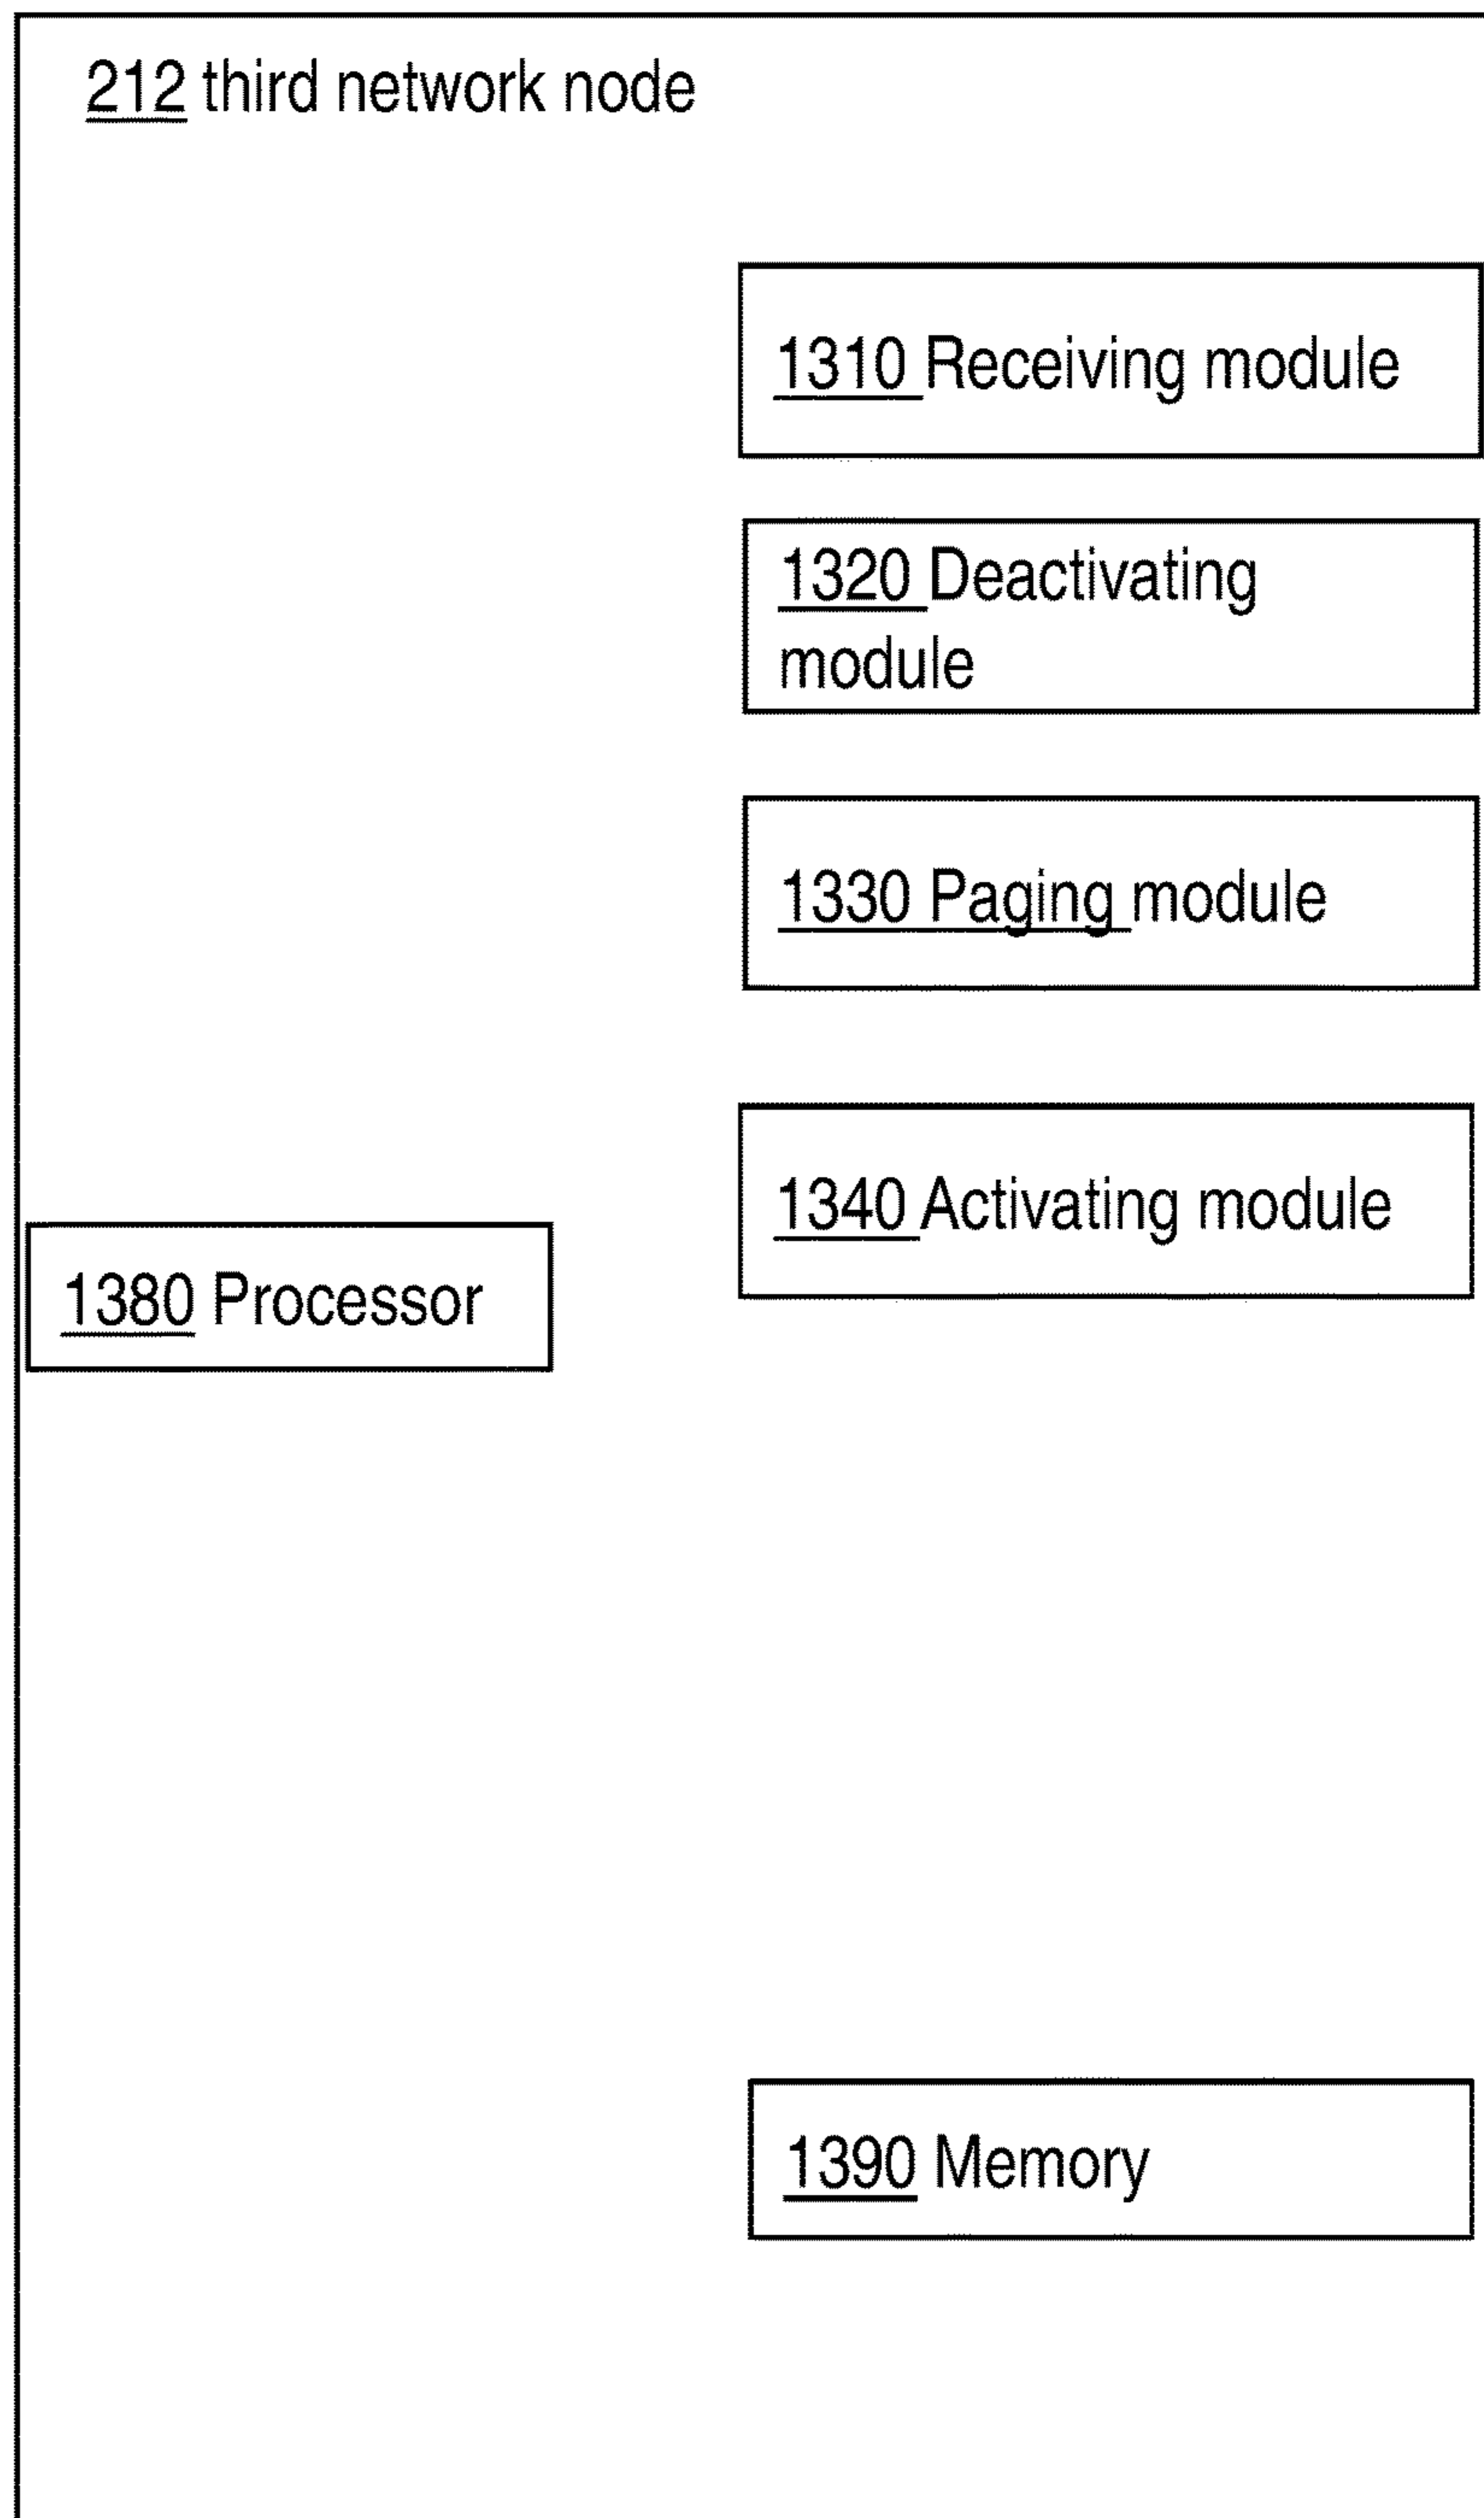 212 third network node
1310 Receiving module
1320 Deactivating
module
1330 Paging module
1340 Activating module
1380 Processor
1390 Memory